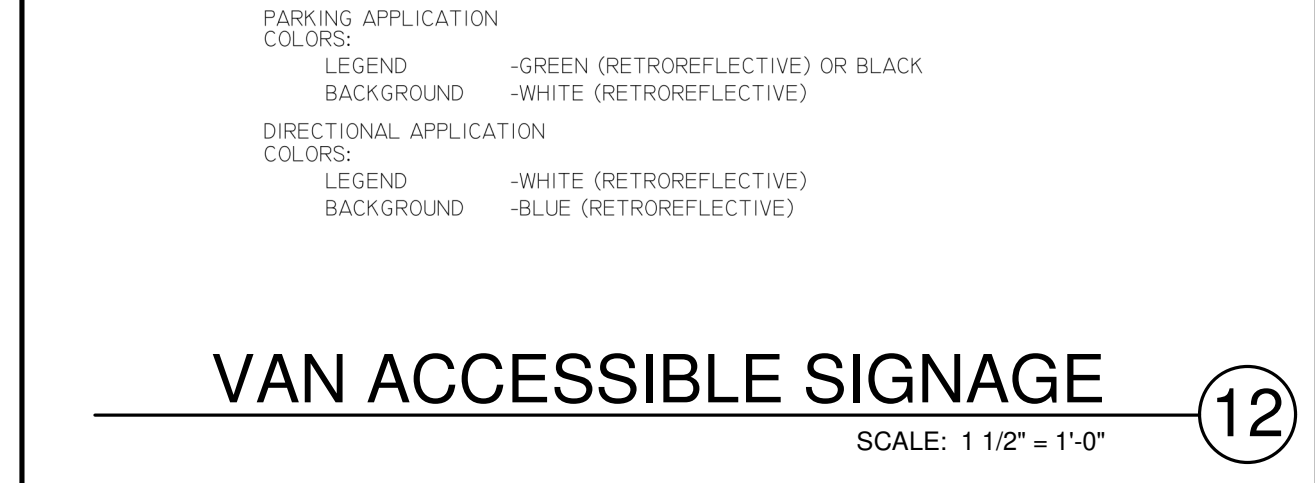 PARKING APPLICATION
COLORS:
LEGEND -GREEN (RETROREFLECTIVE) OR BLACK
BACKGROUND -WHITE (RETROREFLECTIVE)
DIRECTIONAL APPLICATION
COLORS:
LEGEND -WHITE (RETROREFLECTIVE)
BACKGROUND -BLUE (RETROREFLECTIVE)
VAN ACCESSIBLE SIGNAGE
12
SCALE: 1 1/2" = 1'-0"